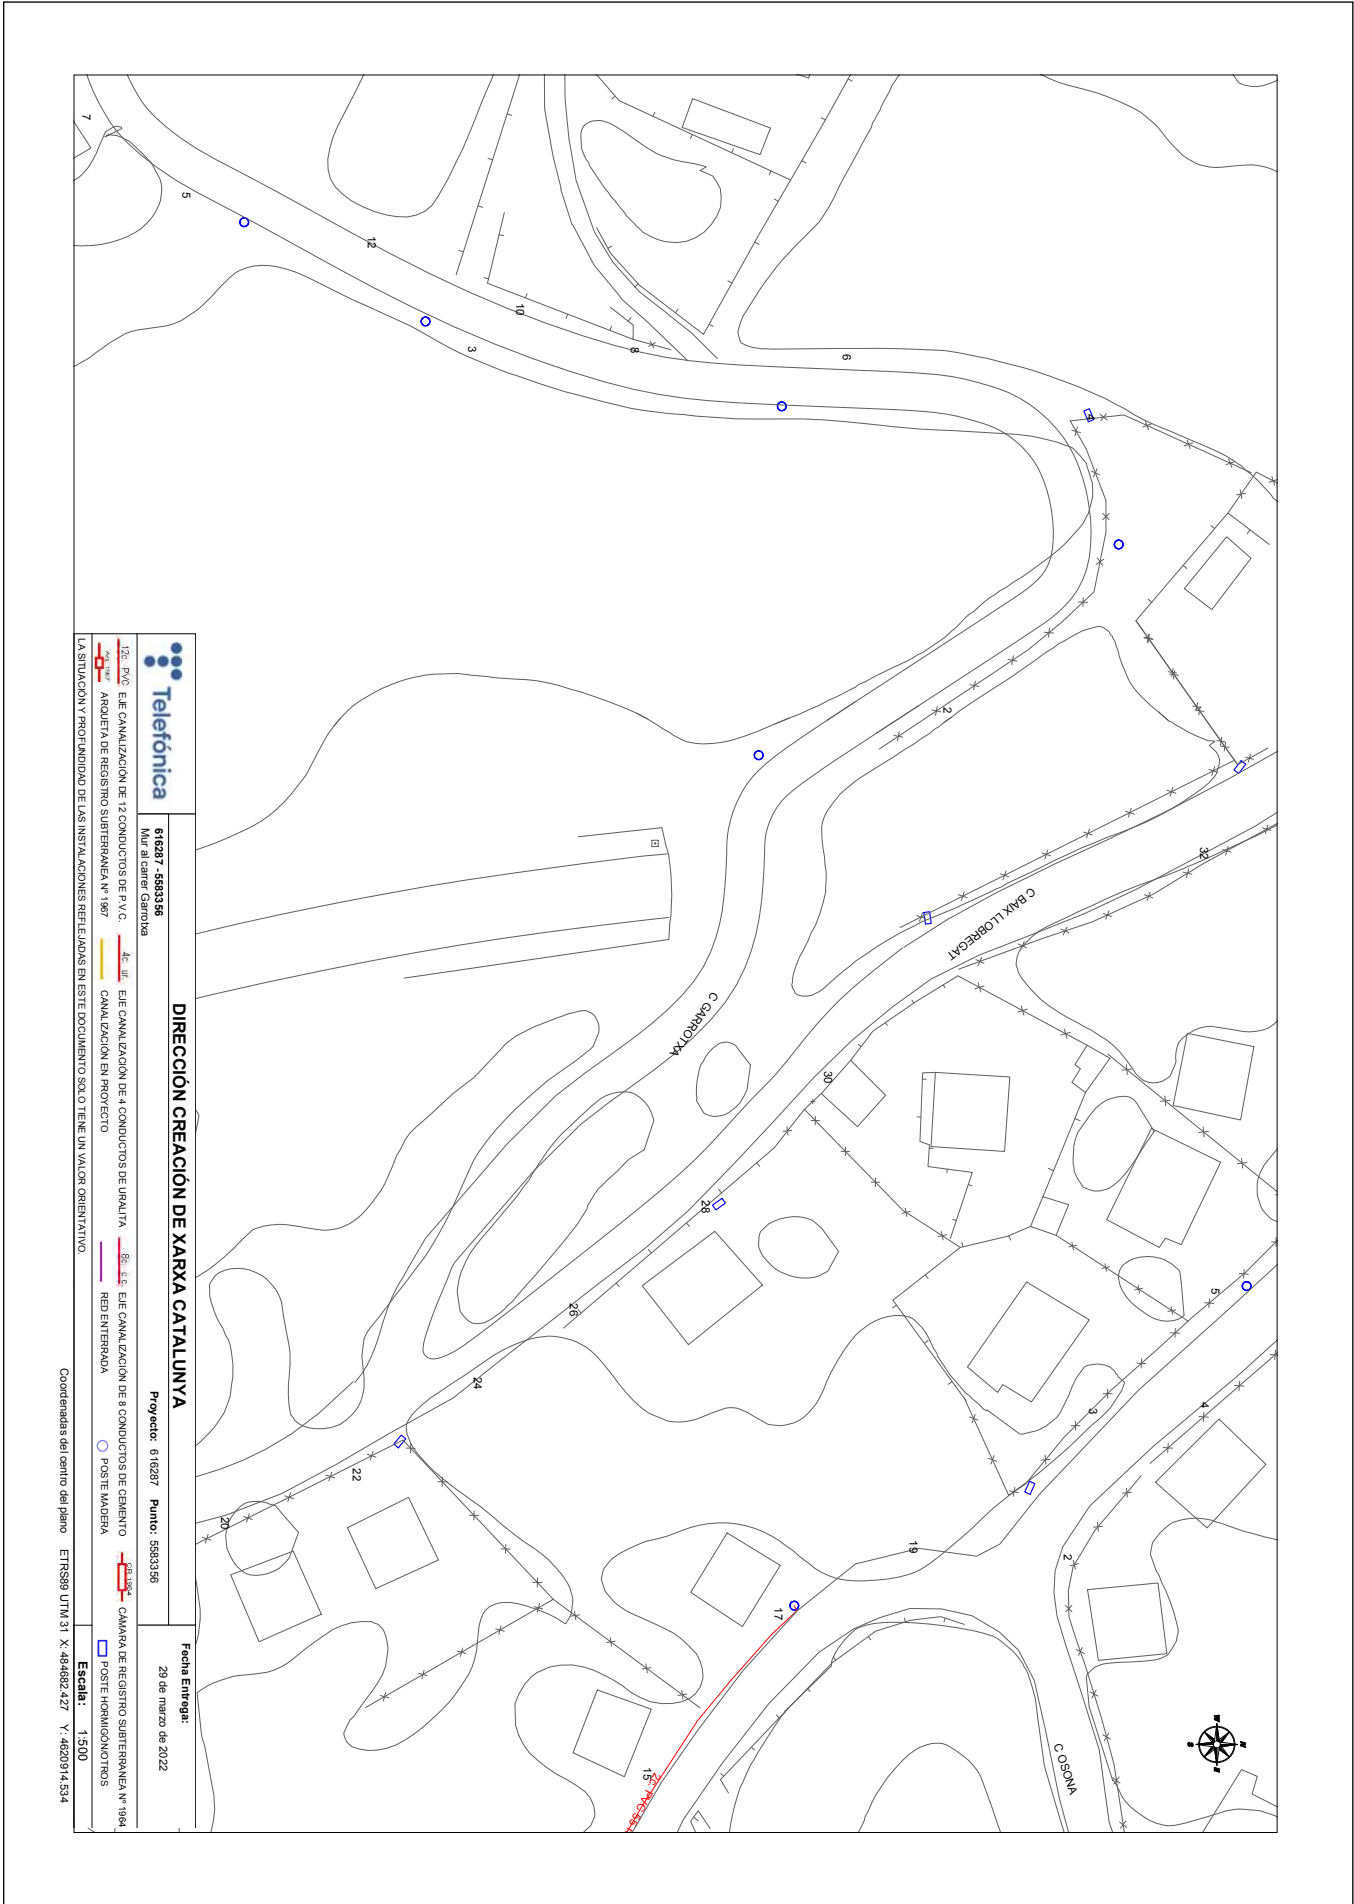 7
5
12
10
8
3
6
4
2
32
C BAIX LLOBREGAT
C GARROTXA
30
28
26
24
22
20
5
3
4
2
19
17
15
C OSONA
N
S
W
Telefónica
DIRECCIÓN CREACIÓN DE XARXA CATALUNYA
616287 - 5583356
Mur al carrer Garrotxa
Proyecto: 616287 Punto: 5583356
Fecha Entrega:
29 de marzo de 2022
12c. PVC EJE CANALIZACIÓN DE 12 CONDUCTOS DE P.V.C.
4c. ur. EJE CANALIZACIÓN DE 4 CONDUCTOS DE URALITA
8c. c.c. EJE CANALIZACIÓN DE 8 CONDUCTOS DE CEMENTO
C.R. 1964 CÁMARA DE REGISTRO SUBTERRANEA Nº 1964
Arq. 1967 ARQUETA DE REGISTRO SUBTERRANEA Nº 1967
CANALIZACIÓN EN PROYECTO
RED ENTERRADA
POSTE MADERA
POSTE HORMIGÓN/OTROS
LA SITUACIÓN Y PROFUNDIDAD DE LAS INSTALACIONES REFLEJADAS EN ESTE DOCUMENTO SOLO TIENE UN VALOR ORIENTATIVO.
Escala: 1:500
Coordenadas del centro del plano ETRS89 UTM 31 X: 484682.427 Y: 4620914.534